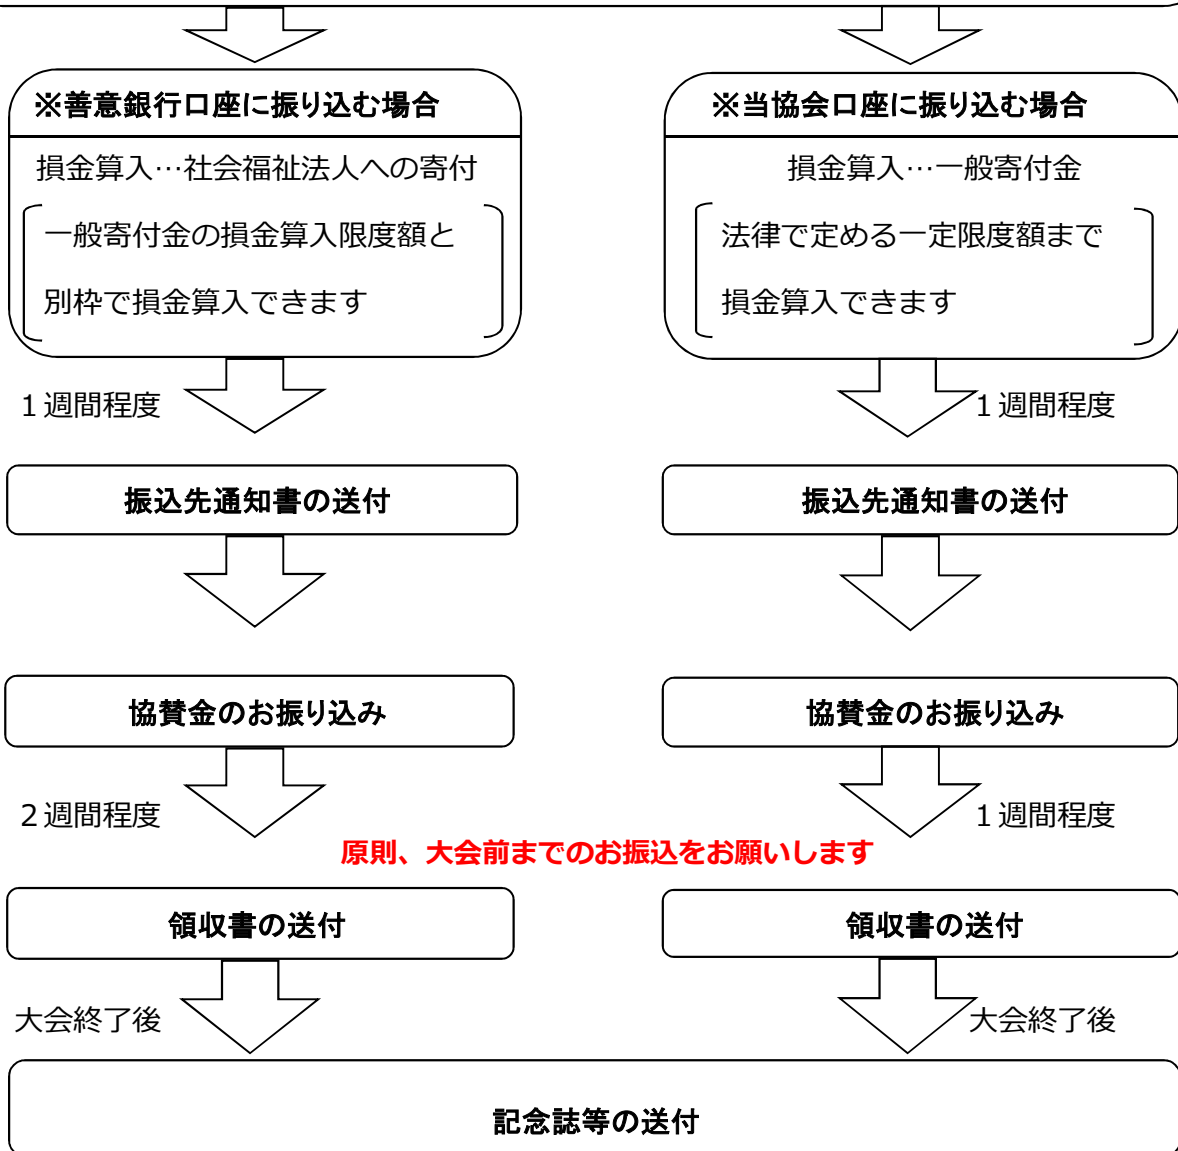 ※善意銀行口座に振り込む場合
損金算入…社会福祉法人への寄付
一般寄付金の損金算入限度額と
別枠で損金算入できます
※当協会口座に振り込む場合
損金算入…一般寄付金
法律で定める一定限度額まで
損金算入できます
１週間程度
１週間程度
振込先通知書の送付
振込先通知書の送付
協賛金のお振り込み
協賛金のお振り込み
２週間程度
１週間程度
原則、大会前までのお振込をお願いします
領収書の送付
領収書の送付
大会終了後
大会終了後
記念誌等の送付